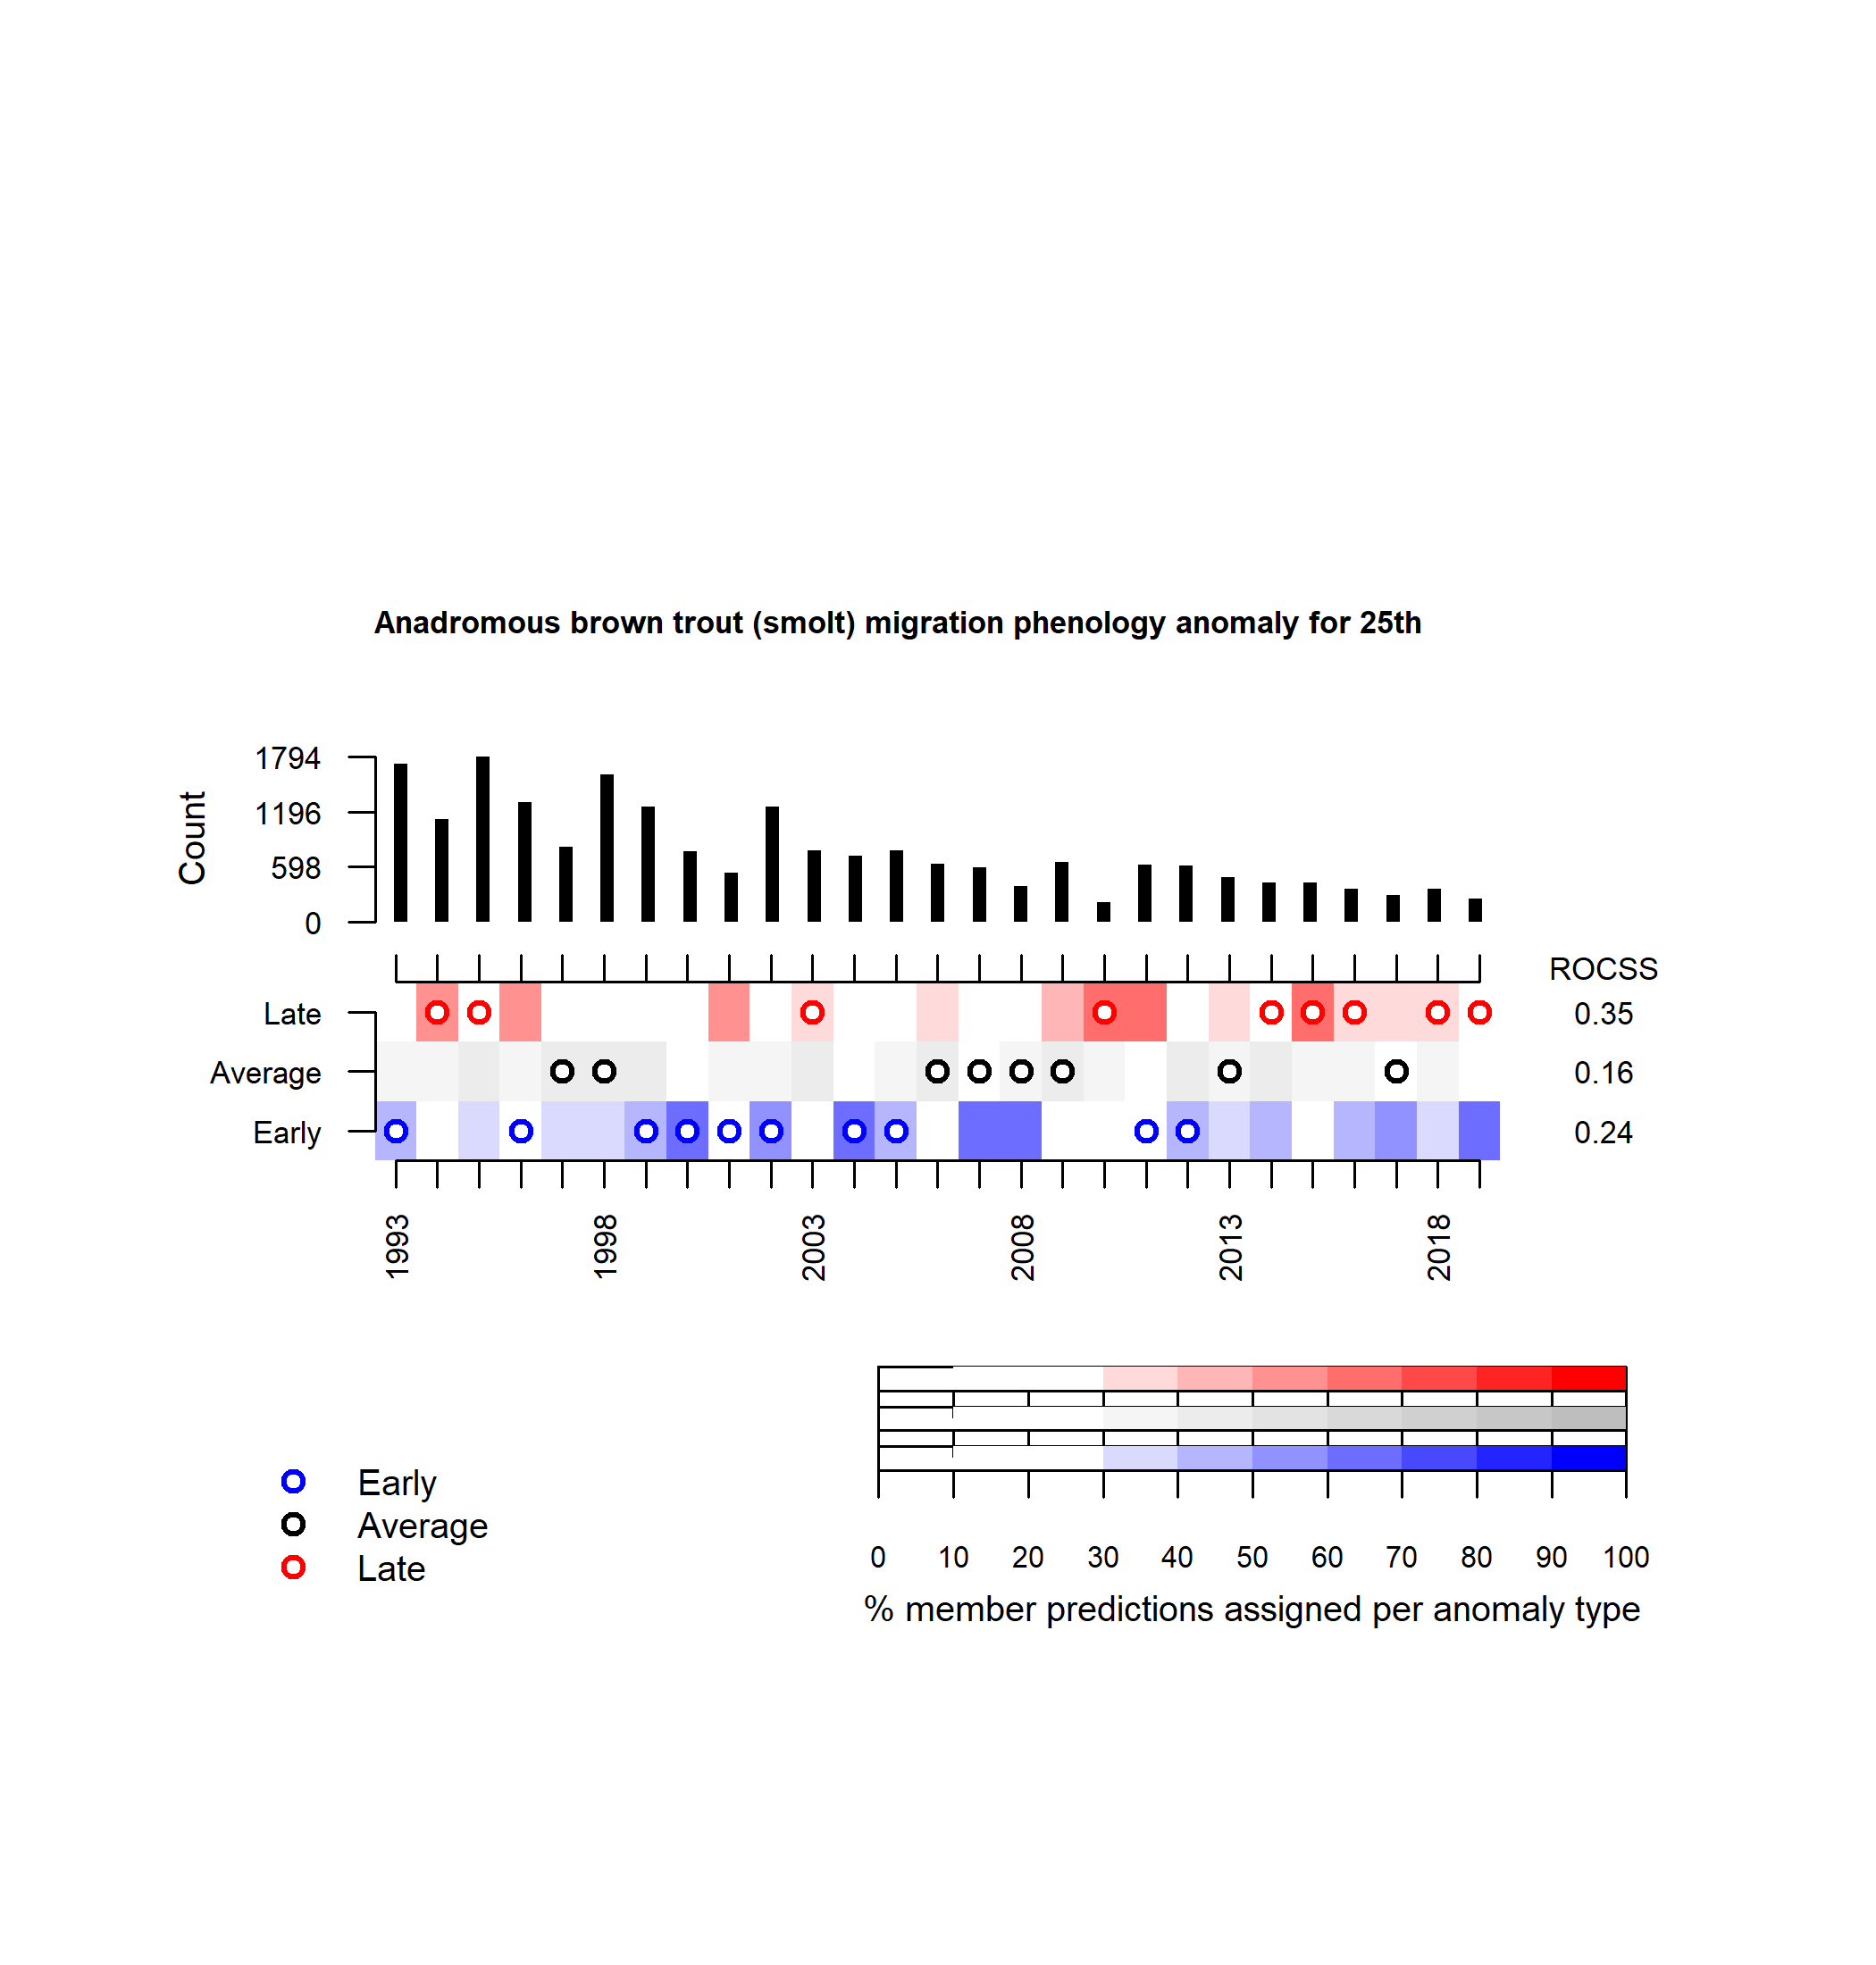 Anadromous brown trout (smolt) migration phenology anomaly for 25th
Count
1794
1196
598
0
ROCSS
Late 0.35
Average 0.16
Early 0.24
1993 1998 2003 2008 2013 2018
Early
Average
Late
0 10 20 30 40 50 60 70 80 90 100
% member predictions assigned per anomaly type